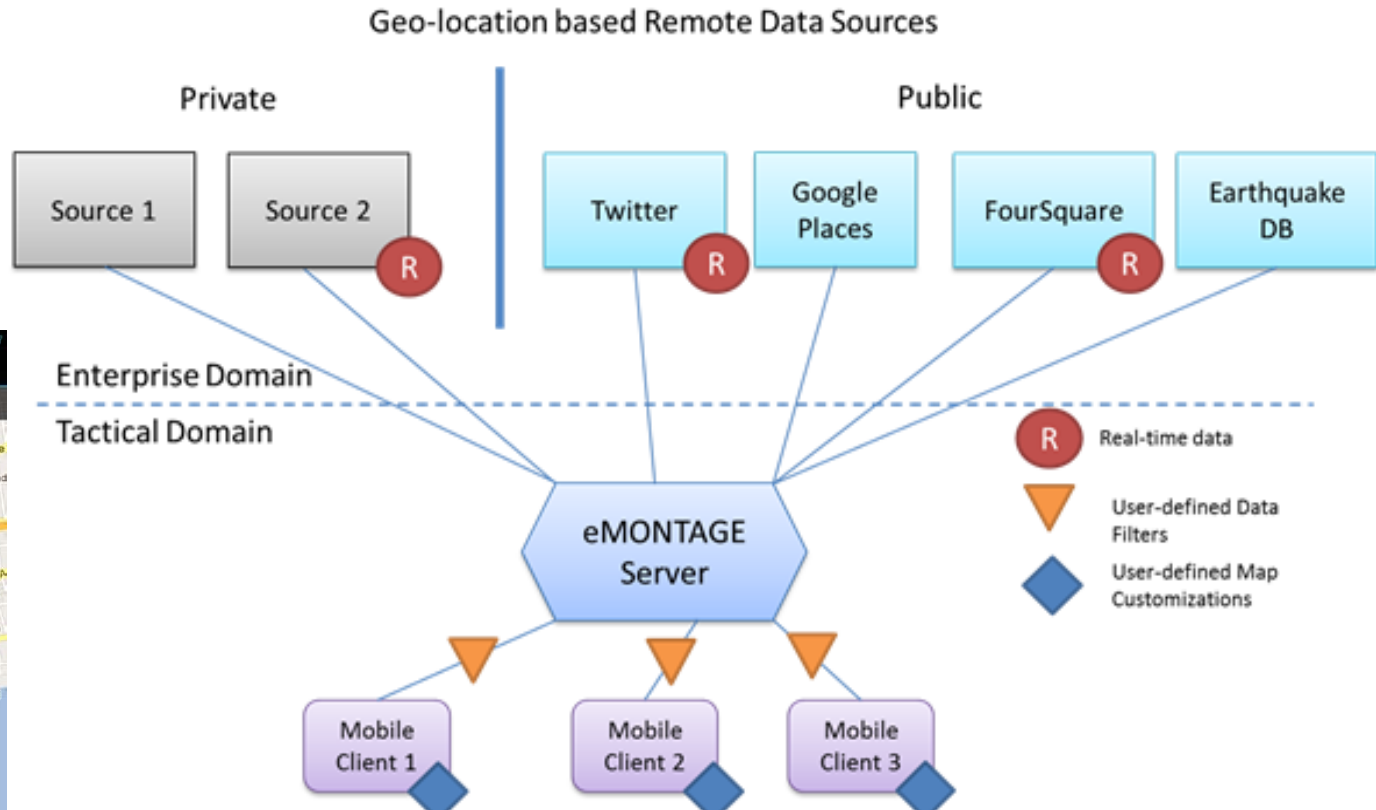 Geo-location based Remote Data Sources
Private
Public
Source 1
Source 2
R
Twitter
R
Google
Places
FourSquare
R
Earthquake
DB
Enterprise Domain
Tactical Domain
R
Real-time data
User-defined Data
Filters
User-defined Map
Customizations
eMONTAGE
Server
Mobile
Client 1
Mobile
Client 2
Mobile
Client 3